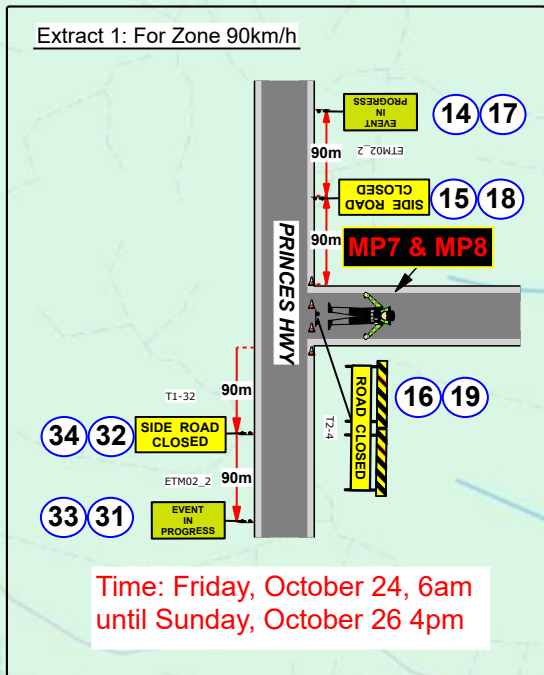 Extract 1: For Zone 90km/h
EVENT
IN
PROGRESS
14 17
90m
ETM02_2
SIDE ROAD
CLOSED
15 18
90m
MP7 & MP8
PRINCES HWY
ROAD CLOSED
16 19
T2-4
90m
T1-32
34 32
SIDE ROAD
CLOSED
ETM02_2
90m
33 31
EVENT
IN
PROGRESS
Time: Friday, October 24, 6am
until Sunday, October 26 4pm